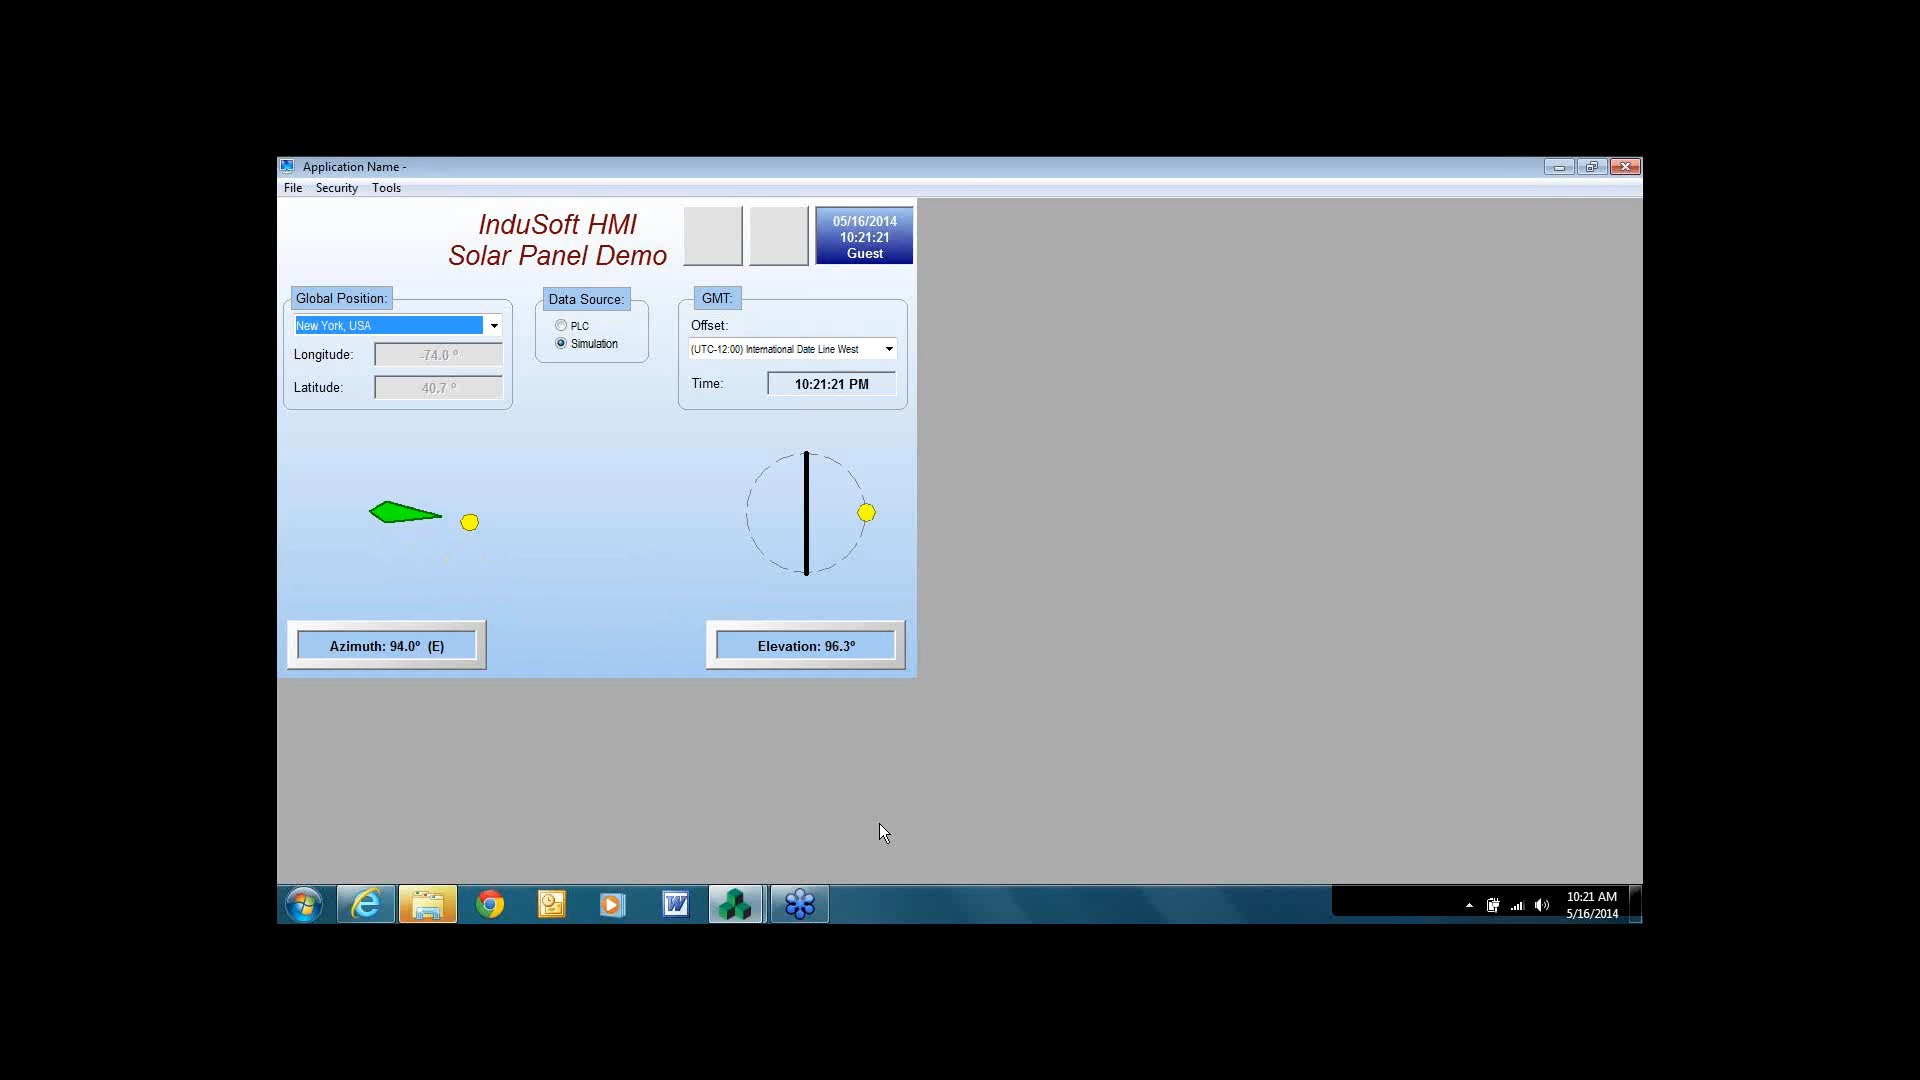 Application Name -
File Security Tools
InduSoft HMI
Solar Panel Demo
05/16/2014
10:21:21
Guest
Global Position:
New York, USA
Longitude: -74.0 º
Latitude: 40.7 º
Data Source:
PLC
Simulation
GMT:
Offset:
(UTC-12:00) International Date Line West
Time: 10:21:21 PM
Azimuth: 94.0º (E)
Elevation: 96.3º
10:21 AM
5/16/2014